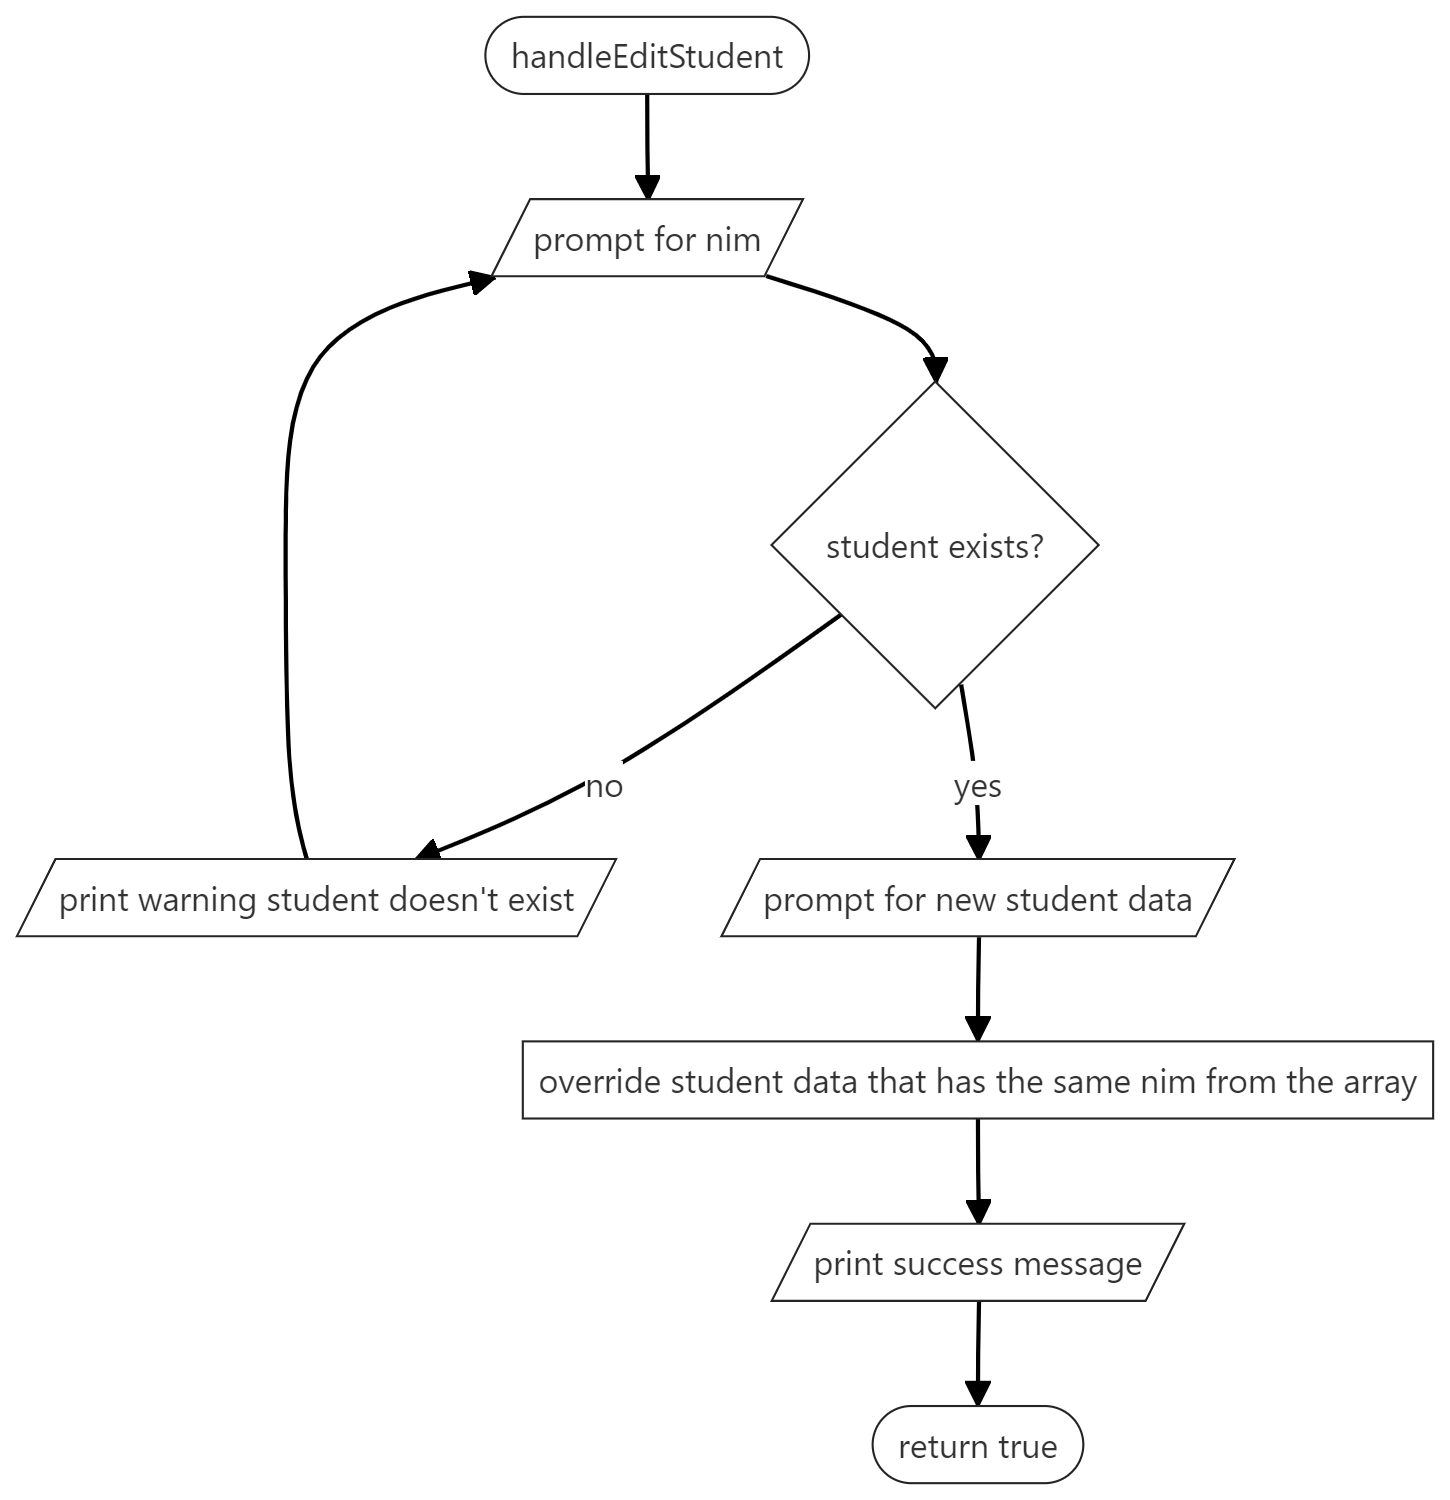 handleEditStudent
prompt for nim
student exists?
no
yes
print warning student doesn't exist
prompt for new student data
override student data that has the same nim from the array
print success message
return true